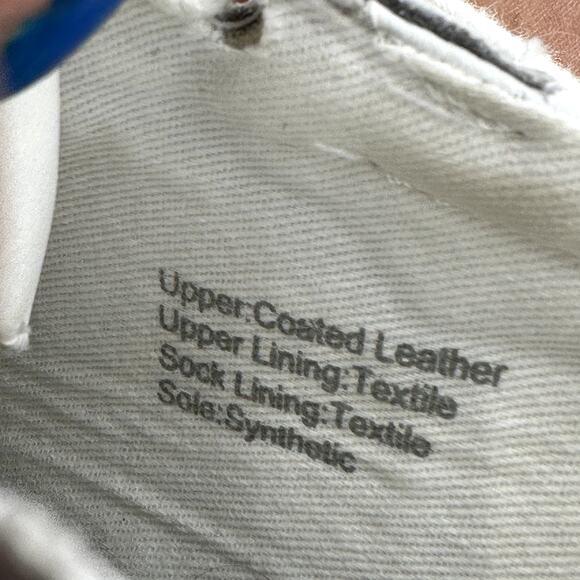 Upper:Coated Leather
Upper Lining:Textile
Sock Lining:Textile
Sole:Synthetic